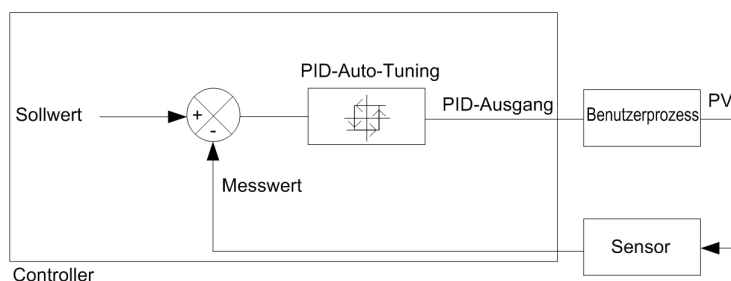 PID-Auto-Tuning
Sollwert
+
-
PID-Ausgang
Benutzerprozess
PV
Messwert
Sensor
Controller